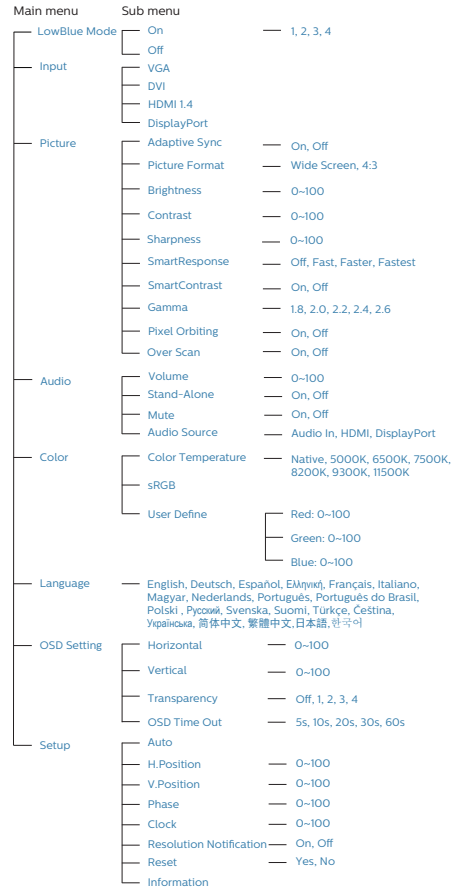 Main menu Sub menu
LowBlue Mode On 1, 2, 3, 4
Off
Input VGA
DVI
HDMI 1.4
DisplayPort
Picture Adaptive Sync On, Off
Picture Format Wide Screen, 4:3
Brightness 0~100
Contrast 0~100
Sharpness 0~100
SmartResponse Off, Fast, Faster, Fastest
SmartContrast On, Off
Gamma 1.8, 2.0, 2.2, 2.4, 2.6
Pixel Orbiting On, Off
Over Scan On, Off
Audio Volume 0~100
Stand-Alone On, Off
Mute On, Off
Audio Source Audio In, HDMI, DisplayPort
Color Color Temperature Native, 5000K, 6500K, 7500K,
8200K, 9300K, 11500K
sRGB
User Define Red: 0~100
Green: 0~100
Blue: 0~100
Language English, Deutsch, Español, Ελληνική, Français, Italiano,
Magyar, Nederlands, Português, Português do Brasil,
Polski , Русский, Svenska, Suomi, Türkçe, Čeština,
Українська, 简体中文, 繁體中文,日本語,한국어
OSD Setting Horizontal 0~100
Vertical 0~100
Transparency Off, 1, 2, 3, 4
OSD Time Out 5s, 10s, 20s, 30s, 60s
Setup Auto
H.Position 0~100
V.Position 0~100
Phase 0~100
Clock 0~100
Resolution Notification On, Off
Reset Yes, No
Information